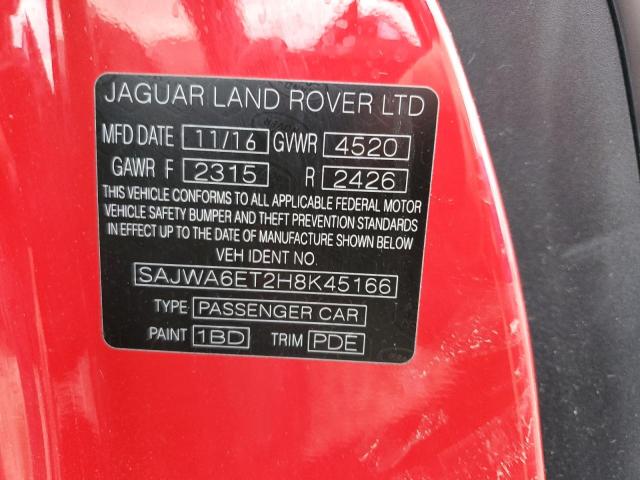 JAGUAR LAND ROVER LTD
MFD DATE 11/16 GVWR 4520
GAWR F 2315 R 2426
THIS VEHICLE CONFORMS TO ALL APPLICABLE FEDERAL MOTOR
VEHICLE SAFETY BUMPER AND THEFT PREVENTION STANDARDS
IN EFFECT UP TO THE DATE OF MANUFACTURE SHOWN BELOW
VEH IDENT NO.
SAJWA6ET2H8K45166
TYPE PASSENGER CAR
PAINT 1BD TRIM PDE